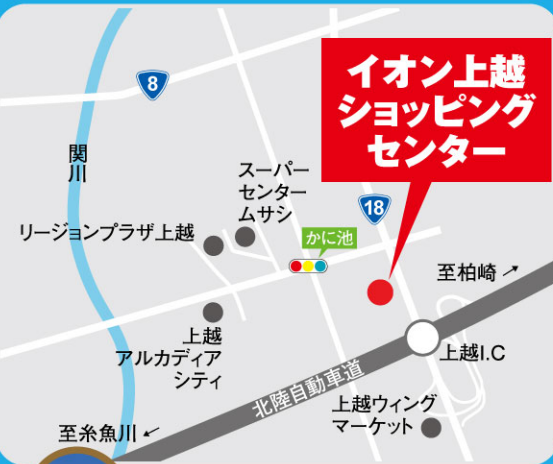 イオン上越
ショッピング
センター
8
関川
スーパー
センター
ムサシ
18
リージョンプラザ上越
かに池
至柏崎
上越
アルカディア
シティ
上越I.C
北陸自動車道
上越ウィング
マーケット
至糸魚川